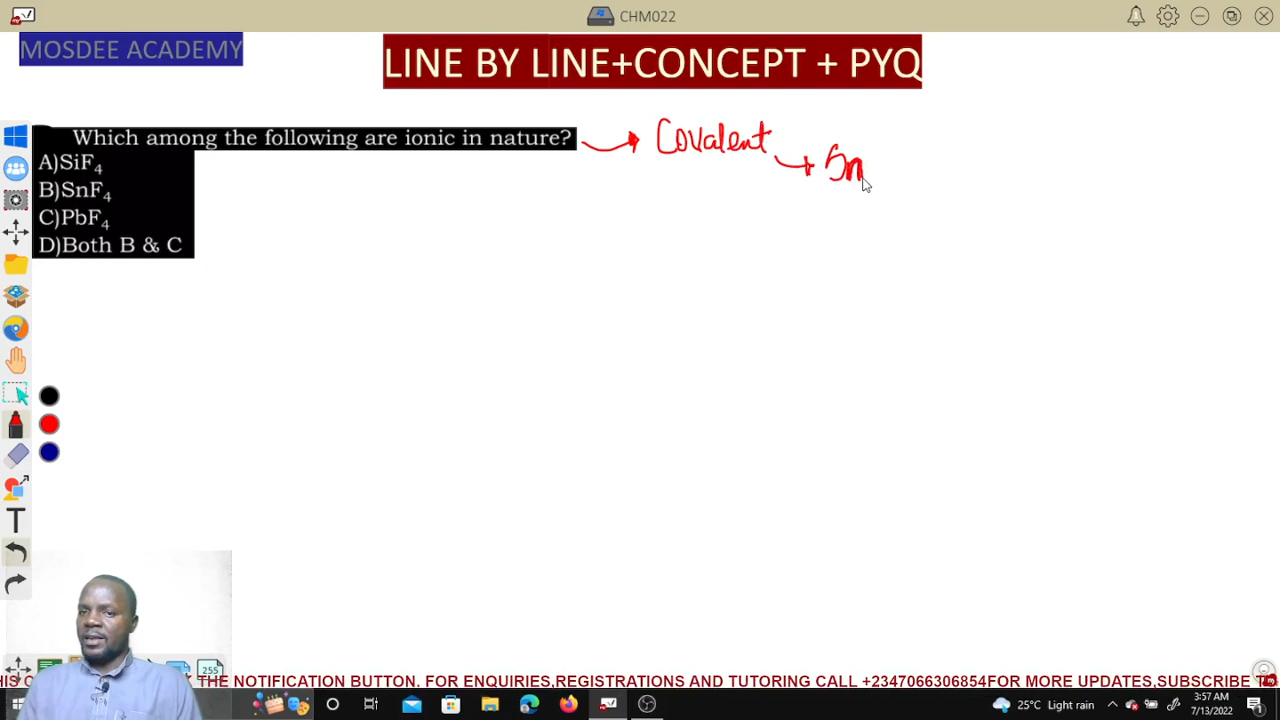 CHM022
MOSDEE ACADEMY
LINE BY LINE+CONCEPT + PYQ
Which among the following are ionic in nature?
Covalent
Sn
A)SiF₄
B)SnF₄
C)PbF₄
D)Both B & C
T
255
THE NOTIFICATION BUTTON. FOR ENQUIRIES,REGISTRATIONS AND TUTORING CALL +2347066306854FOR MORE UPDATES,SUBSCRIBE
25°C Light rain
3:57 AM
7/13/2022